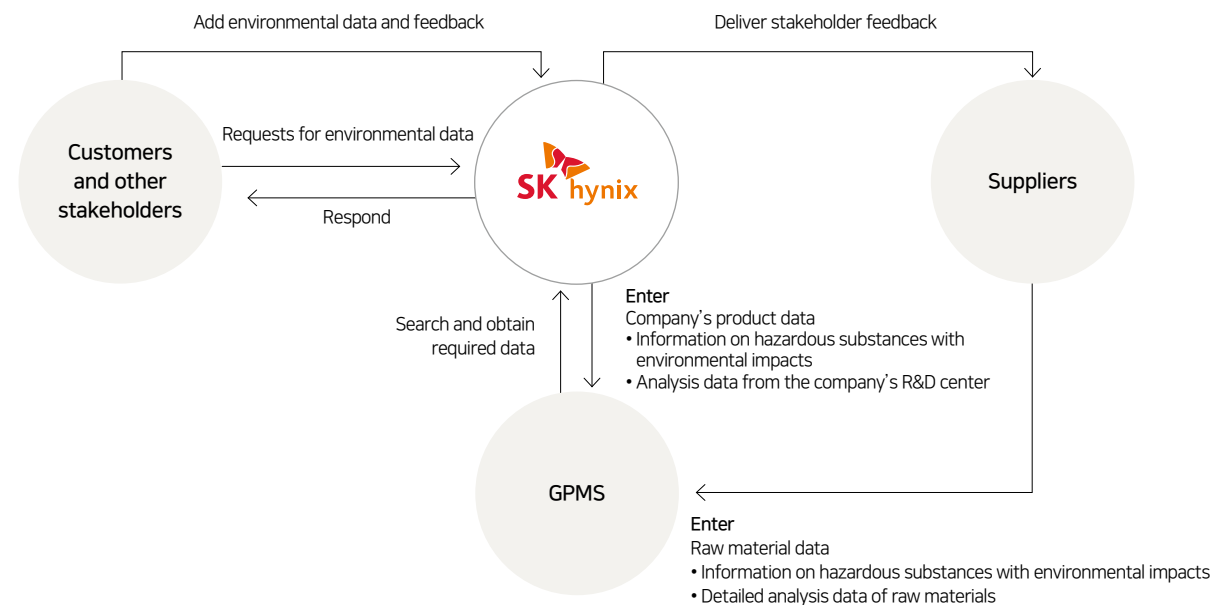 Add environmental data and feedback
Deliver stakeholder feedback
Customers
and other
stakeholders
Requests for environmental data
Respond
SK hynix
Suppliers
Search and obtain
required data
Enter
Company's product data
• Information on hazardous substances with
environmental impacts
• Analysis data from the company's R&D center
GPMS
Enter
Raw material data
• Information on hazardous substances with environmental impacts
• Detailed analysis data of raw materials